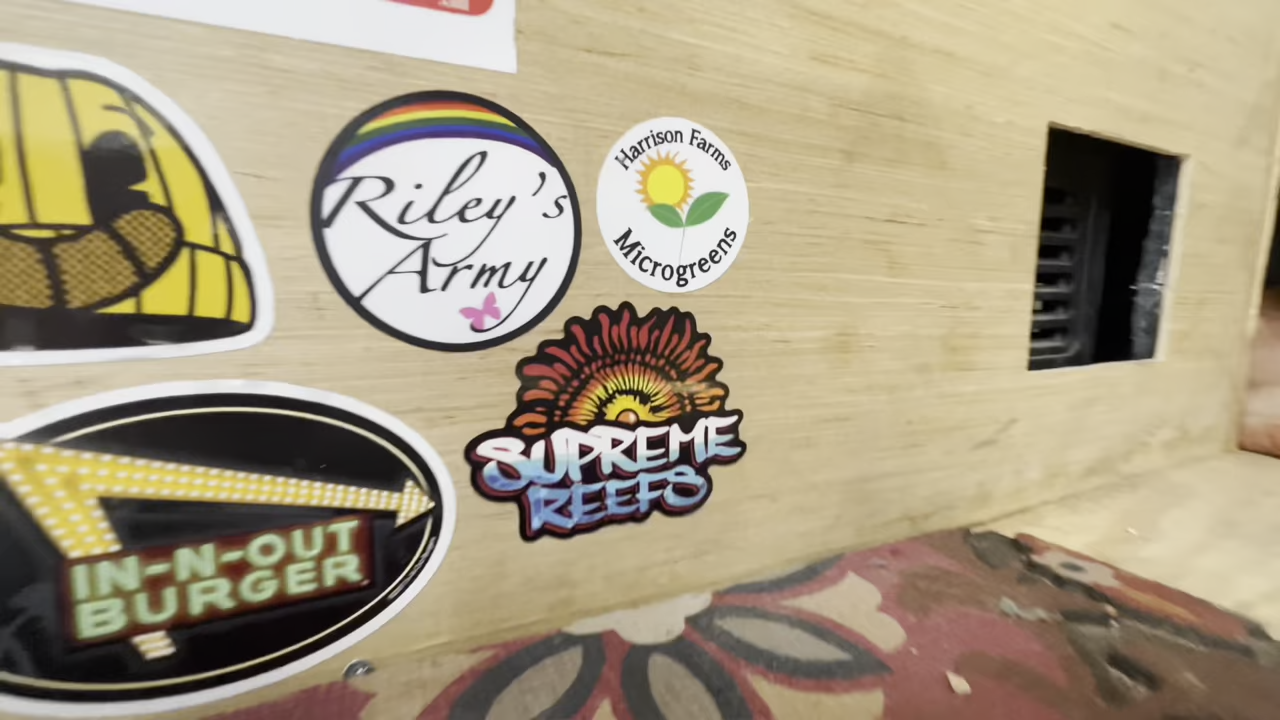 Riley's
Army
Harrison Farms
Microgreens
SUPREME
REEFS
IN-N-OUT
BURGER